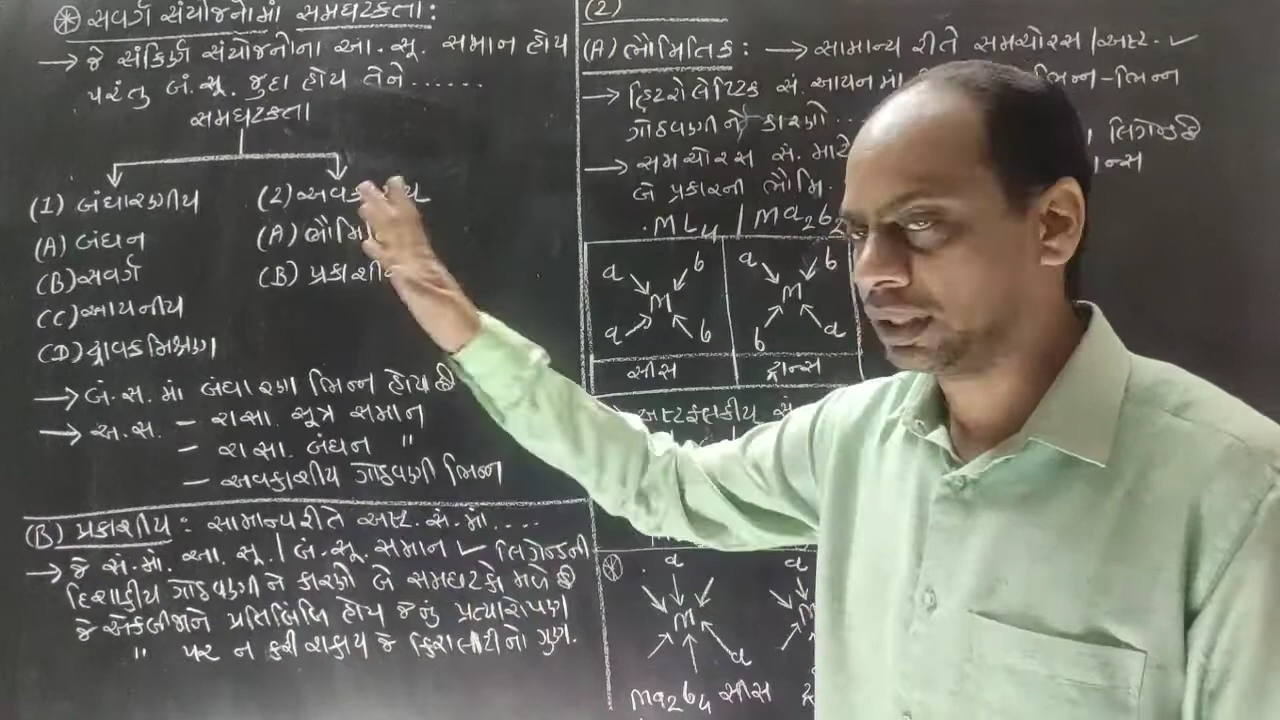 ⊛ સવર્ગ સંયોજનોમાં સમઘટકતા:
→ જે સંકિર્ણ સંયોજનોના આ. સૂ. સમાન હોય
પરંતુ બં. સૂ. જુદા હોય તેને......
સમઘટકતા
(1) બંધારણીય
(A) બંધન
(B) સવર્ગ
(C) આયનીય
(D) દ્રાવકમિશ્રણ
(2) અવકા
(A) ભૌમિ
(B) પ્રકાશીય
→ બં. સ. માં બંધારણ ભિન્ન હોય છે
→ અ. સ. – રાસા. સૂત્ર સમાન
– રાસા. બંધન "
– અવકાશીય ગોઠવણી ભિન્ન
(B) પ્રકાશીય: સામાન્ય રીતે અષ્ટ. સં. માં....
→ જે સં. મો. આ. સૂ. / બં. સૂ. સમાન ✓ લિગેન્ડની
દિશાકીય ગોઠવણીને કારણે બે સમઘટકો મળે છે
જે એકબીજાને પ્રતિબિંબ હોય જેનું પ્રત્યારોપણ
" પર ન કરી શકાય જે કિરાલીટીનો ગુણ.
(2)
(A) ભૌમિતિક: → સામાન્ય રીતે સમચોરસ / અષ્ટ. ✓
→ હિટરોલેપ્ટિક સં. આયનમાં ભિન્ન-ભિન્ન
ગોઠવણીને કારણે.. લિગેન્ડ
→ સમચોરસ સં. માટે ાન્સ
બે પ્રકારની ભૌમિ.
ML₄ / Ma₂b₂
a b a M b
a b b M a
સીસ ટ્રાન્સ
અષ્ટફલકીય સં
⊛ a a
M M
a
Ma₂b₄ સીસ ટ્